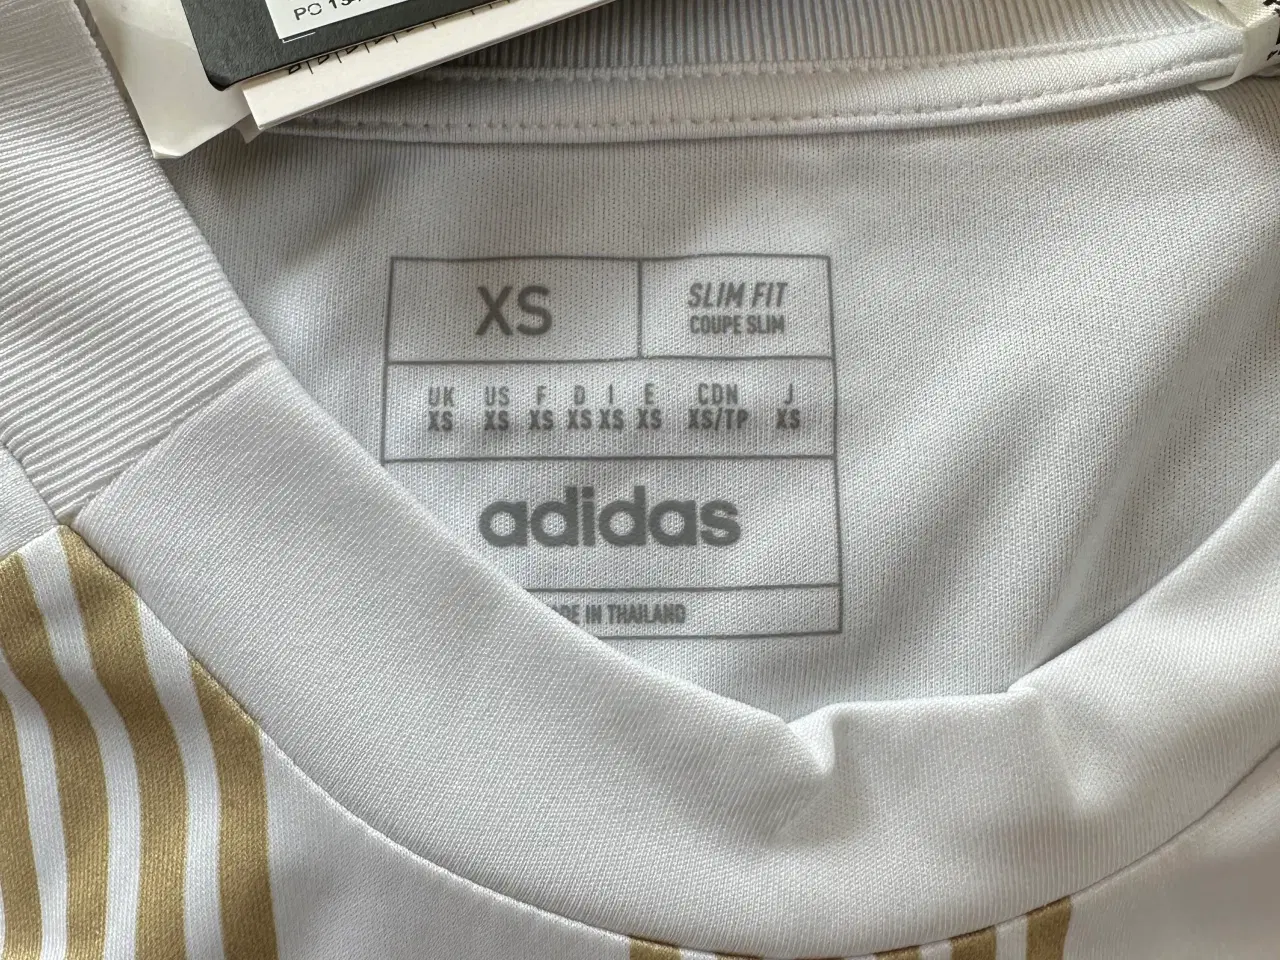 XS
SLIM FIT
COUPE SLIM
UK US F D I E CDN J
XS XS XS XS XS XS XS/TP XS
adidas
IN THAILAND